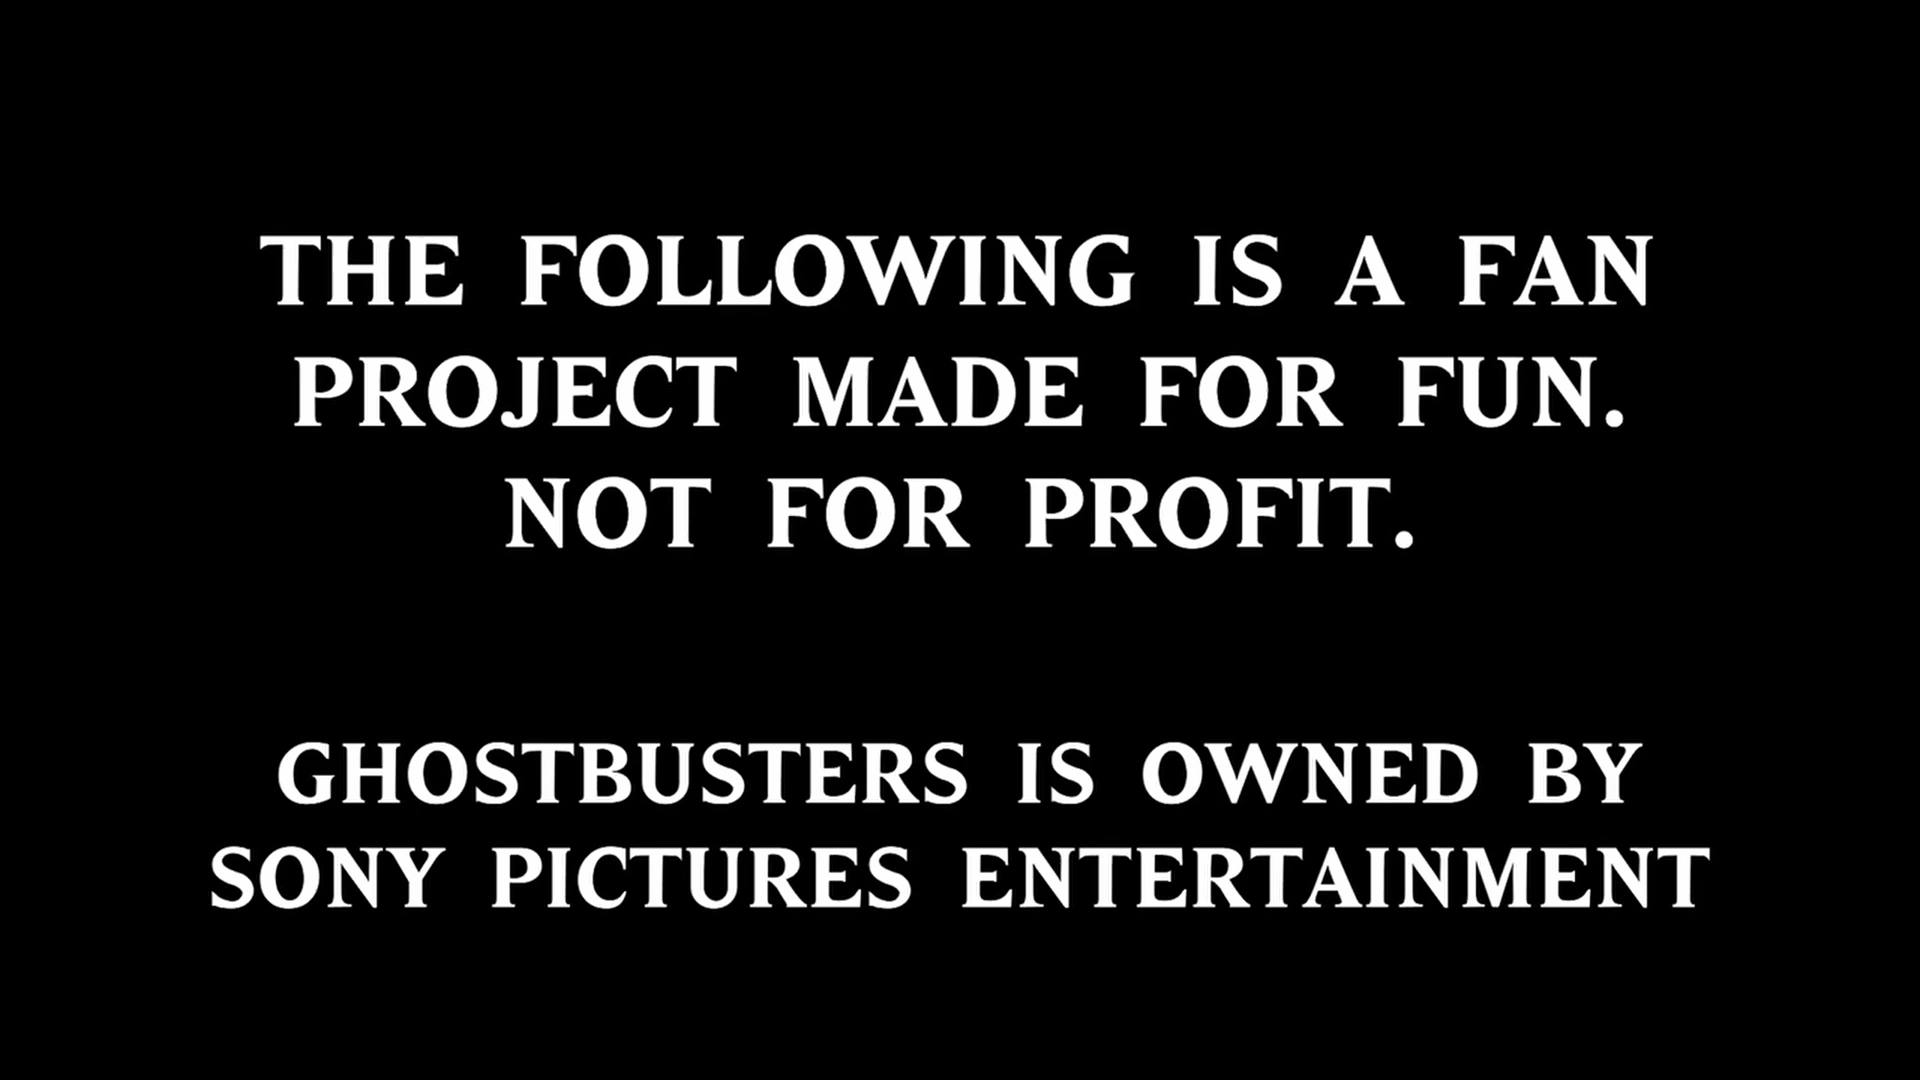 THE FOLLOWING IS A FAN
PROJECT MADE FOR FUN.
NOT FOR PROFIT.
GHOSTBUSTERS IS OWNED BY
SONY PICTURES ENTERTAINMENT